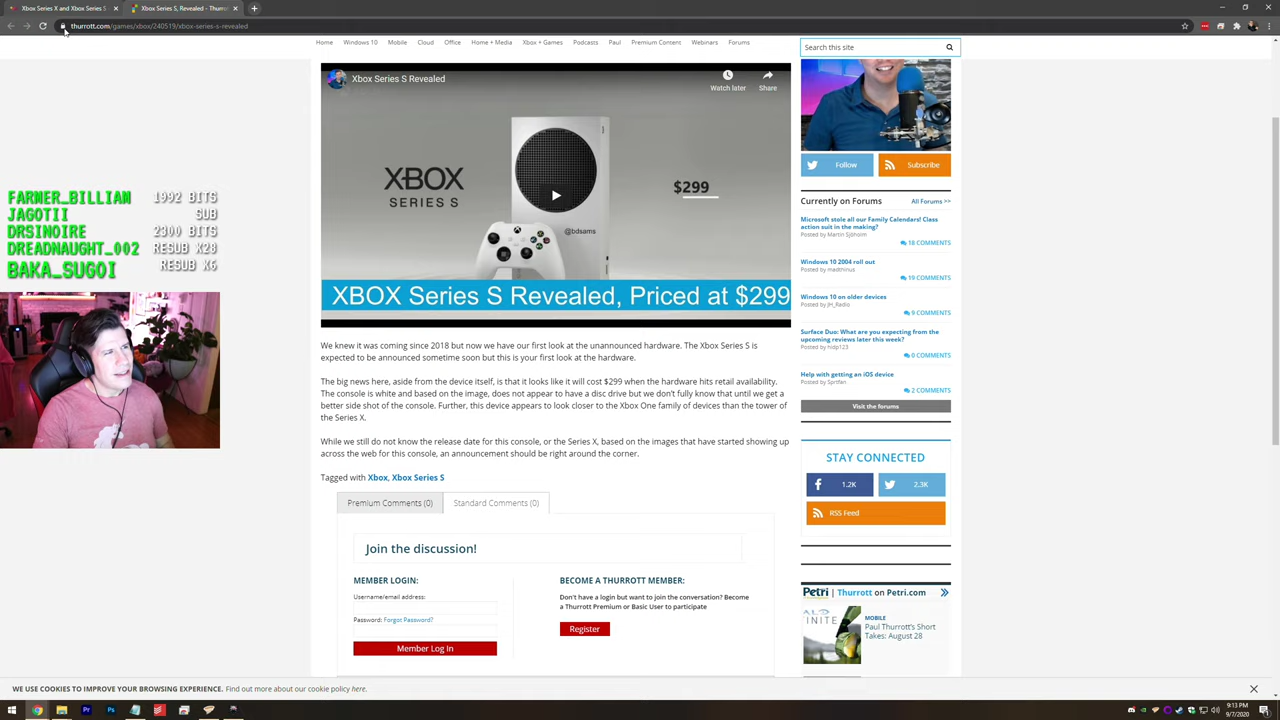 Xbox Series X and Xbox Series S
Xbox Series S Revealed - Thurrott
thurrott.com/games/xbox/240519/xbox-series-s-revealed
Home Windows 10 Mobile Cloud Office Home + Media Xbox + Games Podcasts Paul Premium Content Webinars Forums
Search this site
Xbox Series S Revealed
Watch later Share
XBOX
SERIES S
$299
@bdsams
XBOX Series S Revealed, Priced at $299
FARMER_BILLIAM 1992 BITS
JAGOTII SUB
DRSINOIRE 2300 BITS
DREADNAUGHT_102 RESUB X28
BAKA_SUGOI RESUB X6
We knew it was coming since 2018 but now we have our first look at the unannounced hardware. The Xbox Series S is
expected to be announced sometime soon but this is your first look at the hardware.
The big news here, aside from the device itself, is that it looks like it will cost $299 when the hardware hits retail availability.
The console is white and based on the image, does not appear to have a disc drive but we don't fully know that until we get a
better side shot of the console. Further, this device appears to look closer to the Xbox One family of devices than the tower of
the Series X.
While we still do not know the release date for this console, or the Series X, based on the images that have started showing up
across the web for this console, an announcement should be right around the corner.
Tagged with Xbox, Xbox Series S
Premium Comments (0) Standard Comments (0)
Join the discussion!
MEMBER LOGIN:
Username/email address:
Password: Forgot Password?
Member Log In
BECOME A THURROTT MEMBER:
Don't have a login but want to join the conversation? Become
a Thurrott Premium or Basic User to participate
Register
Follow Subscribe
Currently on Forums All Forums >>
Microsoft stole all our Family Calendars! Class
action suit in the making?
Posted by Martin Sjöholm
18 COMMENTS
Windows 10 2004 roll out
Posted by madthinus
19 COMMENTS
Windows 10 on older devices
Posted by JH_Radio
9 COMMENTS
Surface Duo: What are you expecting from the
upcoming reviews later this week?
Posted by hidp123
0 COMMENTS
Help with getting an iOS device
Posted by Sprtfan
2 COMMENTS
Visit the forums
STAY CONNECTED
1.2K 2.3K
RSS Feed
Petri | Thurrott on Petri.com
MOBILE
Paul Thurrott's Short
Takes: August 28
WE USE COOKIES TO IMPROVE YOUR BROWSING EXPERIENCE. Find out more about our cookie policy here.
9:13 PM
9/7/2020